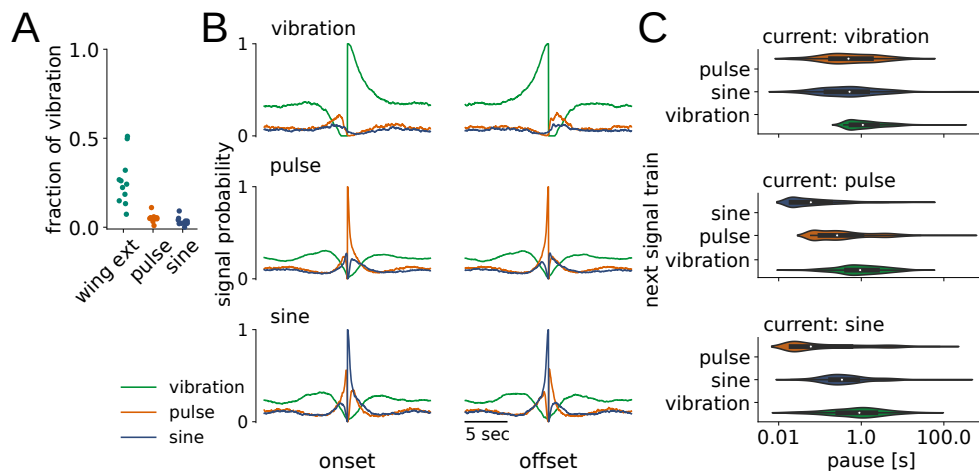 A
fraction of vibration
1.0
0.5
0.0
wing ext
pulse
sine
B
signal probability
vibration
1
0
pulse
1
0
sine
1
0
vibration
pulse
sine
5 sec
onset
offset
C
next signal train
current: vibration
pulse
sine
vibration
current: pulse
sine
pulse
vibration
current: sine
pulse
sine
vibration
0.01
1.0
100.0
pause [s]